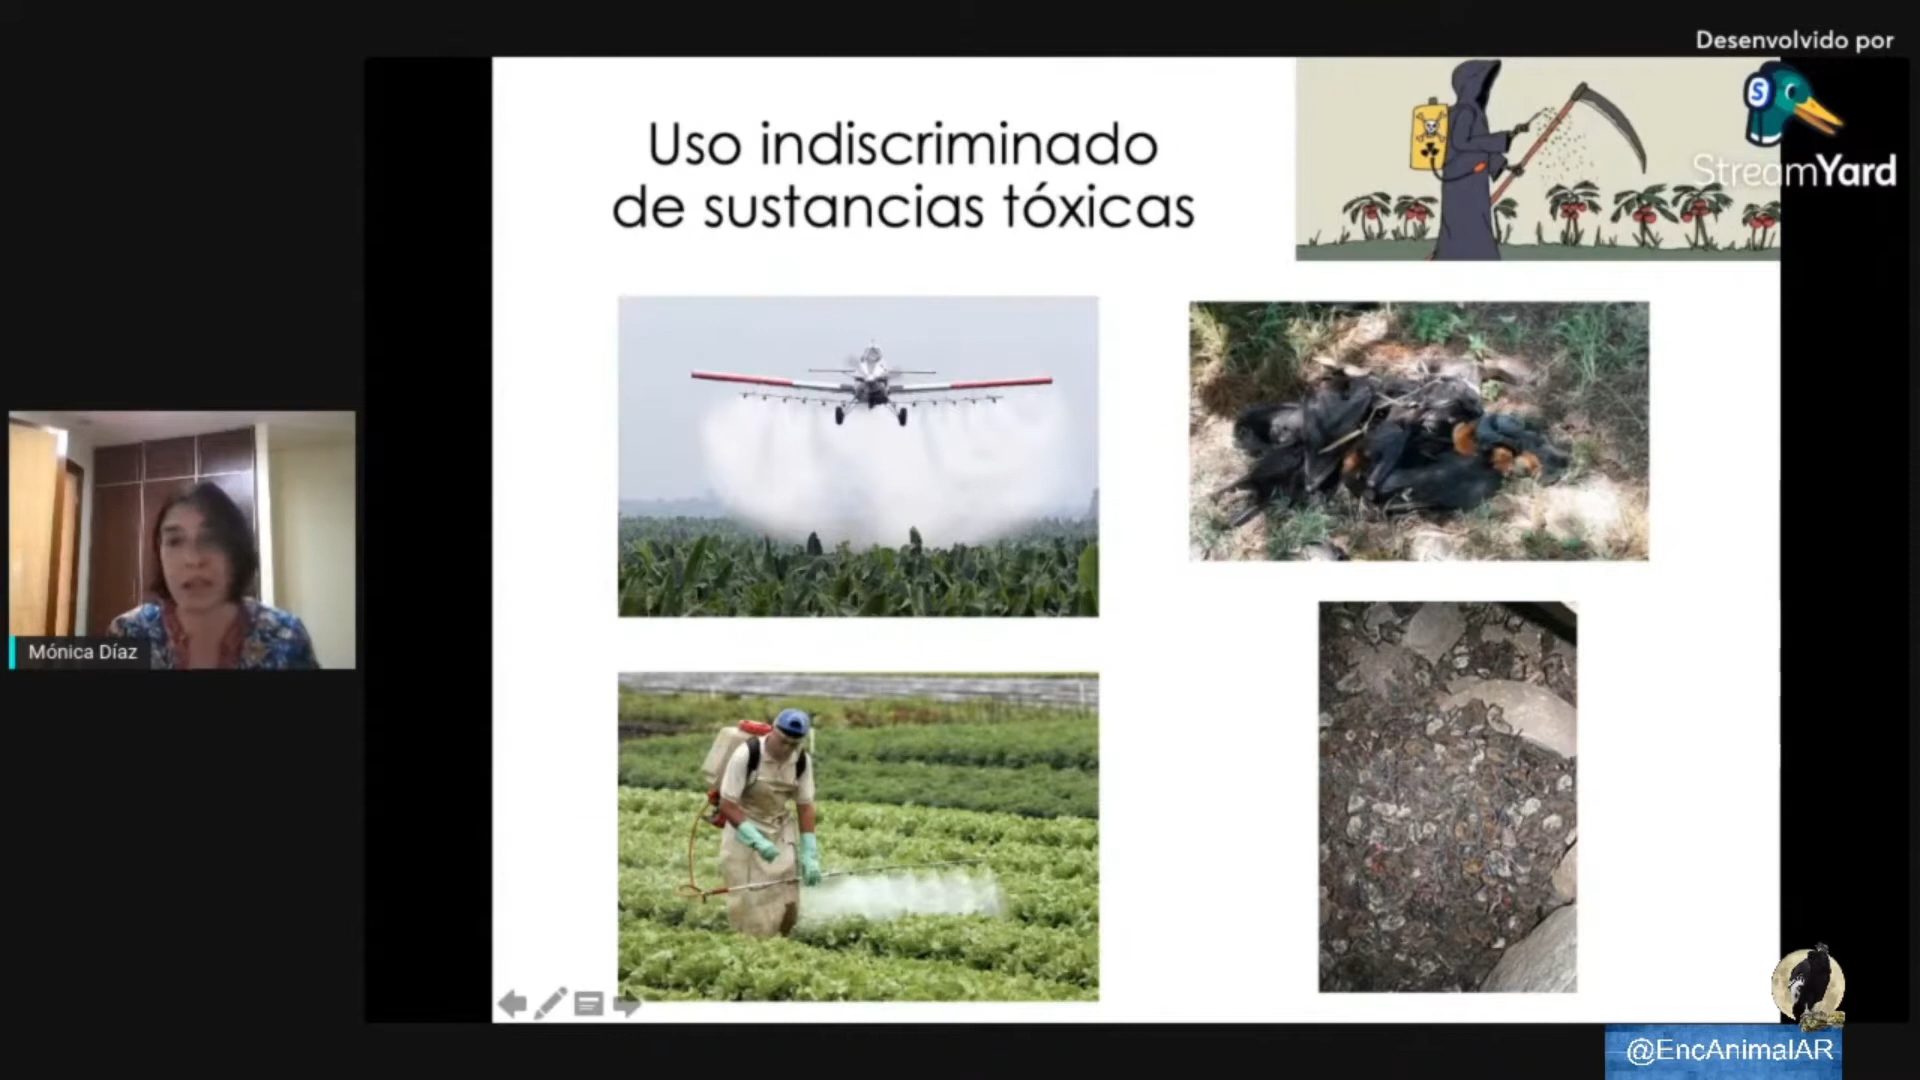 Desenvolvido por
StreamYard
Uso indiscriminado
de sustancias tóxicas
Mónica Díaz
@EncAnimalAR